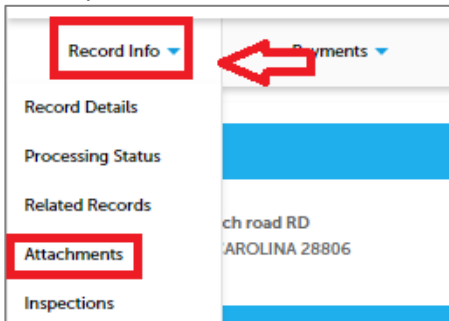 Record Info Payments
Record Details
Processing Status
Related Records
ch road RD
Attachments
CAROLINA 28806
Inspections